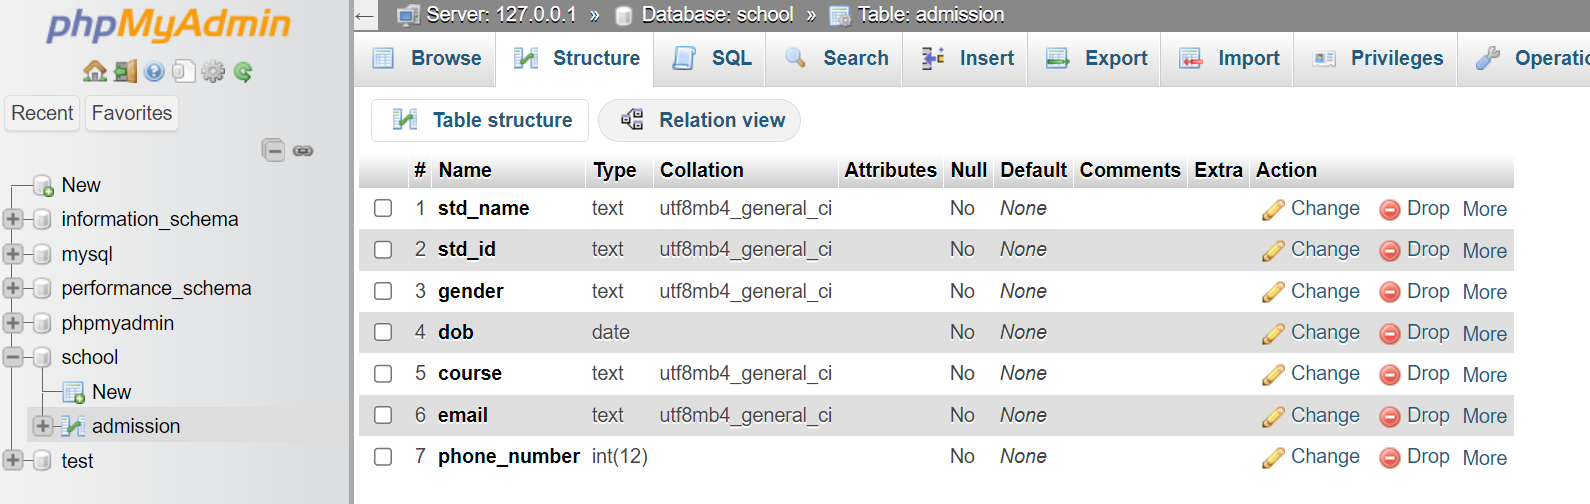 phpMyAdmin
Recent Favorites
New
information_schema
mysql
performance_schema
phpmyadmin
school
New
admission
test
Server: 127.0.0.1 » Database: school » Table: admission
Browse Structure SQL Search Insert Export Import Privileges Operatio
Table structure Relation view
# Name Type Collation Attributes Null Default Comments Extra Action
1 std_name text utf8mb4_general_ci No None Change Drop More
2 std_id text utf8mb4_general_ci No None Change Drop More
3 gender text utf8mb4_general_ci No None Change Drop More
4 dob date No None Change Drop More
5 course text utf8mb4_general_ci No None Change Drop More
6 email text utf8mb4_general_ci No None Change Drop More
7 phone_number int(12) No None Change Drop More